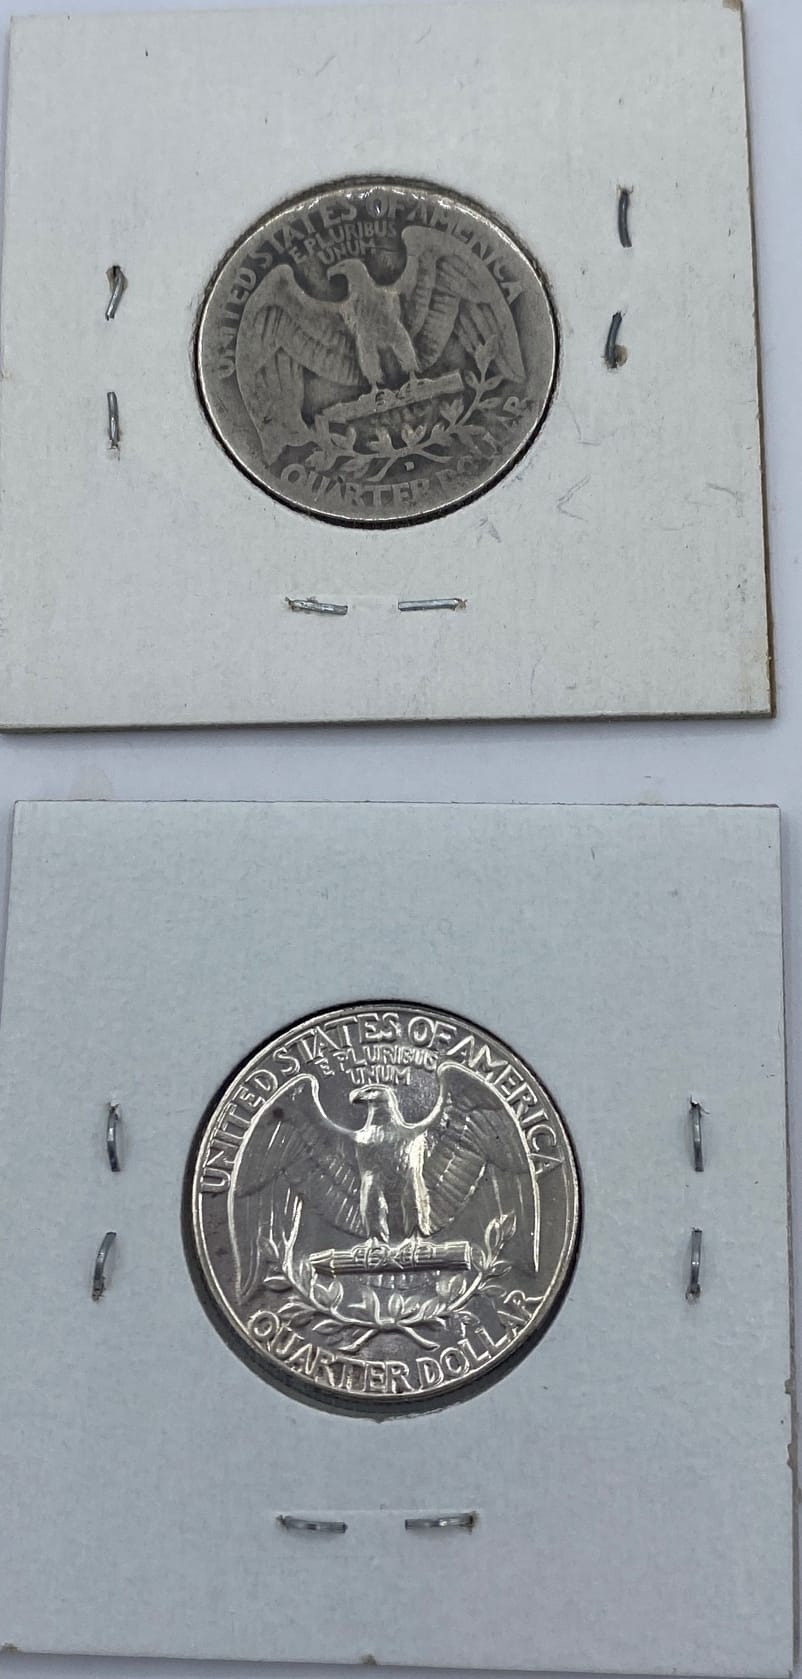 UNITED STATES OF AMERICA
E PLURIBUS
UNUM
D
QUARTER DOLLAR
UNITED STATES OF AMERICA
E PLURIBUS
UNUM
QUARTER DOLLAR